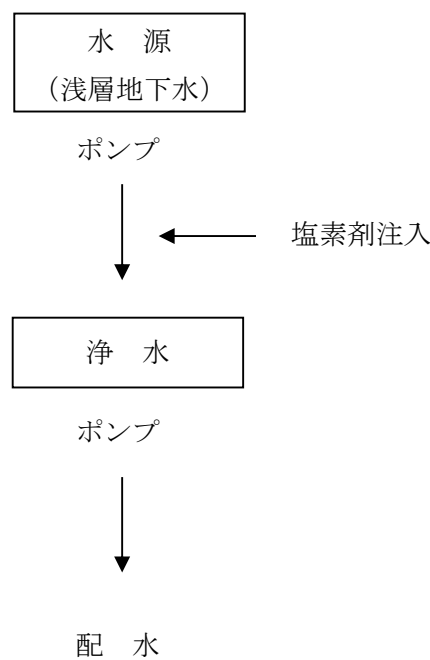 水 源
（浅層地下水）
ポンプ
塩素剤注入
浄 水
ポンプ
配 水